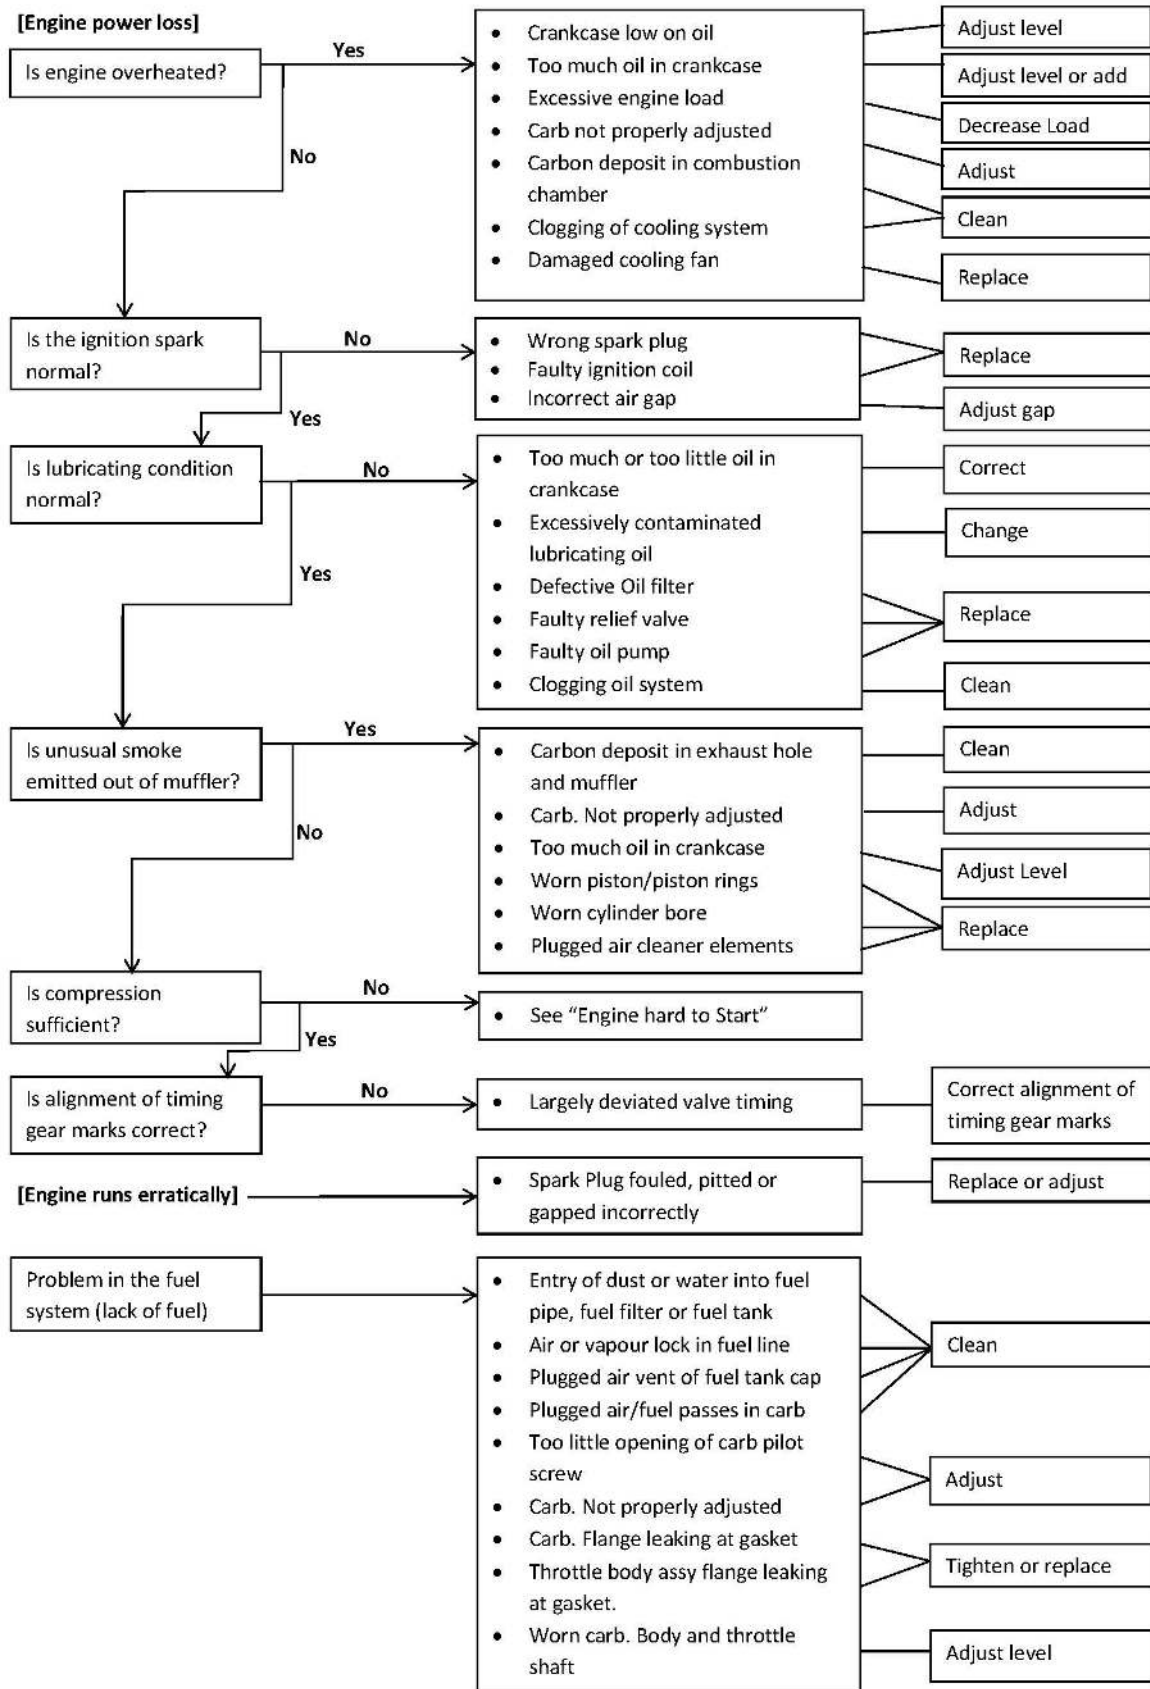 [Engine power loss]
Is engine overheated?
Yes
No
• Crankcase low on oil
• Too much oil in crankcase
• Excessive engine load
• Carb not properly adjusted
• Carbon deposit in combustion
chamber
• Clogging of cooling system
• Damaged cooling fan
Adjust level
Adjust level or add
Decrease Load
Adjust
Clean
Replace
Is the ignition spark
normal?
No
Yes
• Wrong spark plug
• Faulty ignition coil
• Incorrect air gap
Replace
Adjust gap
Is lubricating condition
normal?
No
Yes
• Too much or too little oil in
crankcase
• Excessively contaminated
lubricating oil
• Defective Oil filter
• Faulty relief valve
• Faulty oil pump
• Clogging oil system
Correct
Change
Replace
Clean
Is unusual smoke
emitted out of muffler?
Yes
No
• Carbon deposit in exhaust hole
and muffler
• Carb. Not properly adjusted
• Too much oil in crankcase
• Worn piston/piston rings
• Worn cylinder bore
• Plugged air cleaner elements
Clean
Adjust
Adjust Level
Replace
Is compression
sufficient?
No
Yes
• See “Engine hard to Start”
Is alignment of timing
gear marks correct?
No
• Largely deviated valve timing
Correct alignment of
timing gear marks
[Engine runs erratically]
• Spark Plug fouled, pitted or
gapped incorrectly
Replace or adjust
Problem in the fuel
system (lack of fuel)
• Entry of dust or water into fuel
pipe, fuel filter or fuel tank
• Air or vapour lock in fuel line
• Plugged air vent of fuel tank cap
• Plugged air/fuel passes in carb
• Too little opening of carb pilot
screw
• Carb. Not properly adjusted
• Carb. Flange leaking at gasket
• Throttle body assy flange leaking
at gasket.
• Worn carb. Body and throttle
shaft
Clean
Adjust
Tighten or replace
Adjust level